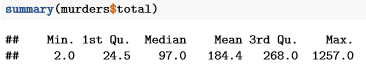 summary(murders$total)
##    Min. 1st Qu.  Median    Mean 3rd Qu.    Max.
##     2.0    24.5    97.0   184.4   268.0  1257.0